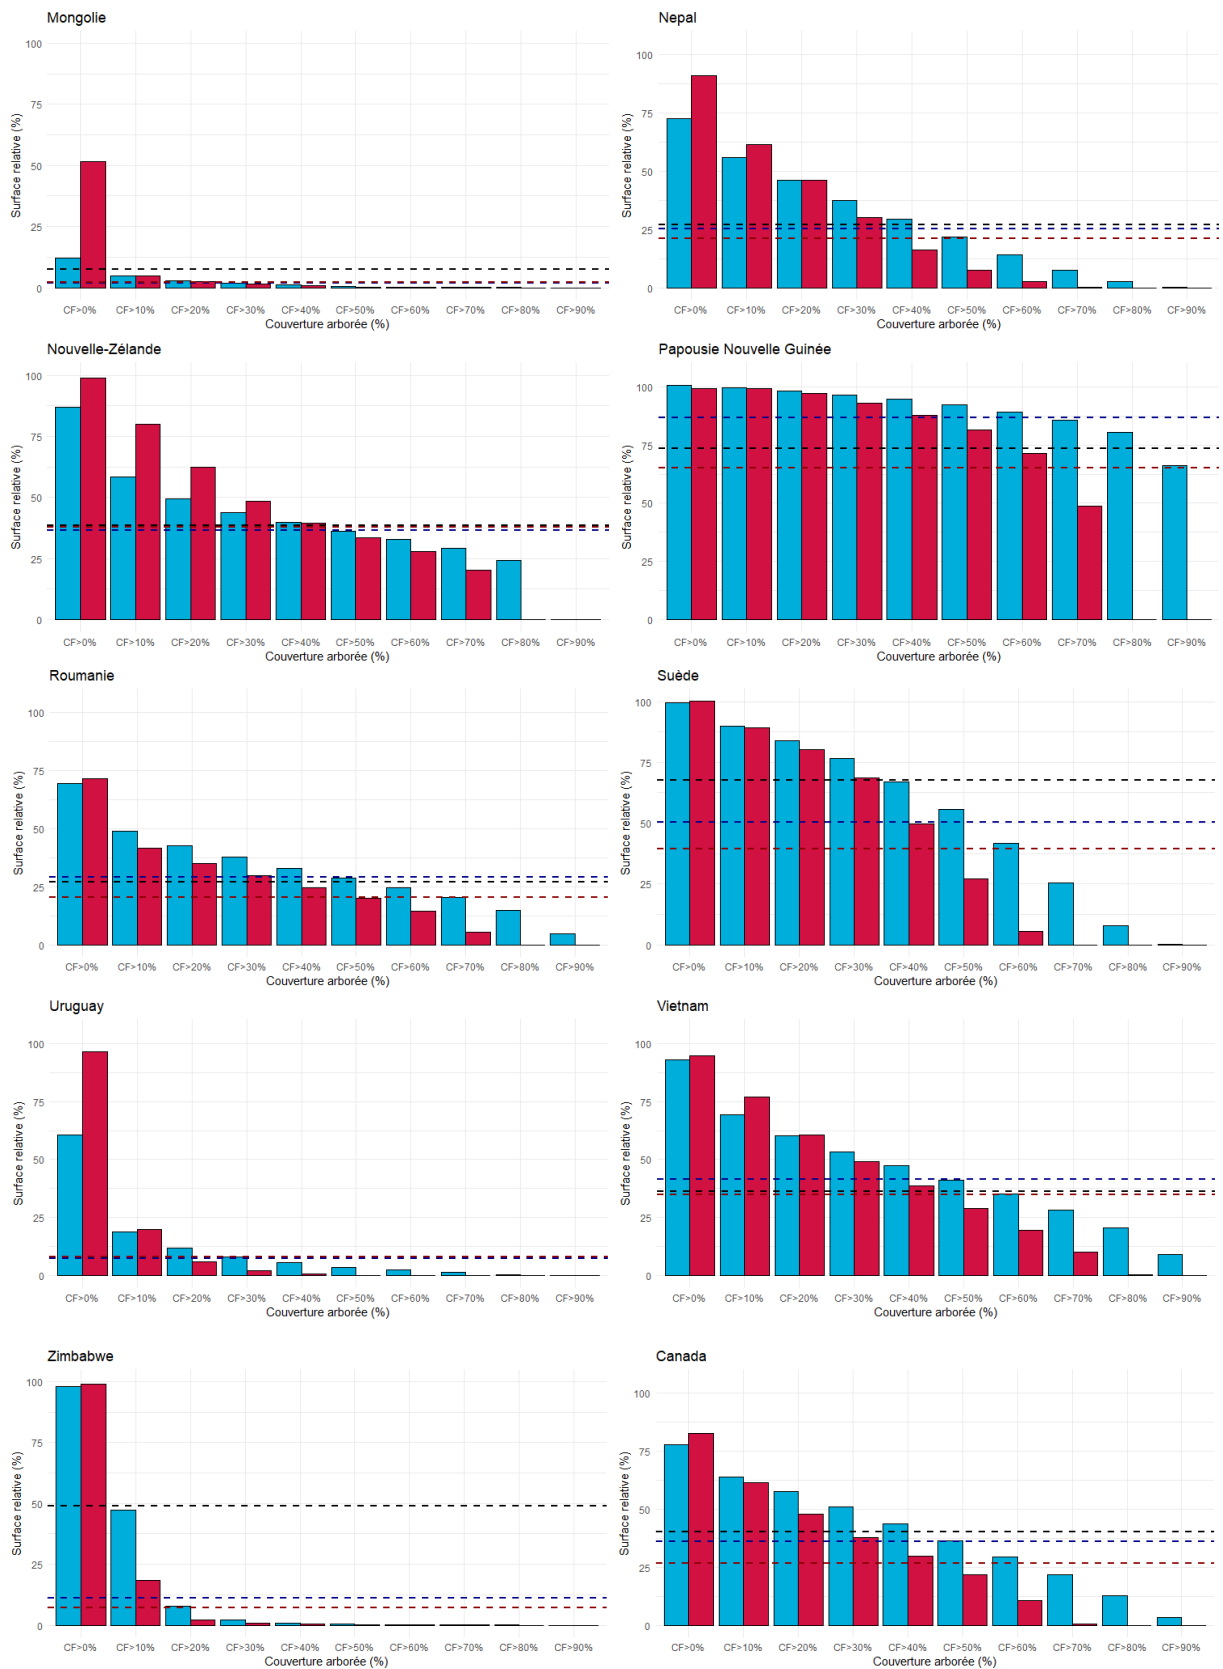 Mongolie
Surface relative (%)
100
75
50
25
0
CF>0% CF>10% CF>20% CF>30% CF>40% CF>50% CF>60% CF>70% CF>80% CF>90%
Couverture arborée (%)
Nepal
Surface relative (%)
100
75
50
25
0
CF>0% CF>10% CF>20% CF>30% CF>40% CF>50% CF>60% CF>70% CF>80% CF>90%
Couverture arborée (%)
Nouvelle-Zélande
Surface relative (%)
100
75
50
25
0
CF>0% CF>10% CF>20% CF>30% CF>40% CF>50% CF>60% CF>70% CF>80% CF>90%
Couverture arborée (%)
Papousie Nouvelle Guinée
Surface relative (%)
100
75
50
25
0
CF>0% CF>10% CF>20% CF>30% CF>40% CF>50% CF>60% CF>70% CF>80% CF>90%
Couverture arborée (%)
Roumanie
Surface relative (%)
100
75
50
25
0
CF>0% CF>10% CF>20% CF>30% CF>40% CF>50% CF>60% CF>70% CF>80% CF>90%
Couverture arborée (%)
Suède
Surface relative (%)
100
75
50
25
0
CF>0% CF>10% CF>20% CF>30% CF>40% CF>50% CF>60% CF>70% CF>80% CF>90%
Couverture arborée (%)
Uruguay
Surface relative (%)
100
75
50
25
0
CF>0% CF>10% CF>20% CF>30% CF>40% CF>50% CF>60% CF>70% CF>80% CF>90%
Couverture arborée (%)
Vietnam
Surface relative (%)
100
75
50
25
0
CF>0% CF>10% CF>20% CF>30% CF>40% CF>50% CF>60% CF>70% CF>80% CF>90%
Couverture arborée (%)
Zimbabwe
Surface relative (%)
100
75
50
25
0
CF>0% CF>10% CF>20% CF>30% CF>40% CF>50% CF>60% CF>70% CF>80% CF>90%
Couverture arborée (%)
Canada
Surface relative (%)
100
75
50
25
0
CF>0% CF>10% CF>20% CF>30% CF>40% CF>50% CF>60% CF>70% CF>80% CF>90%
Couverture arborée (%)